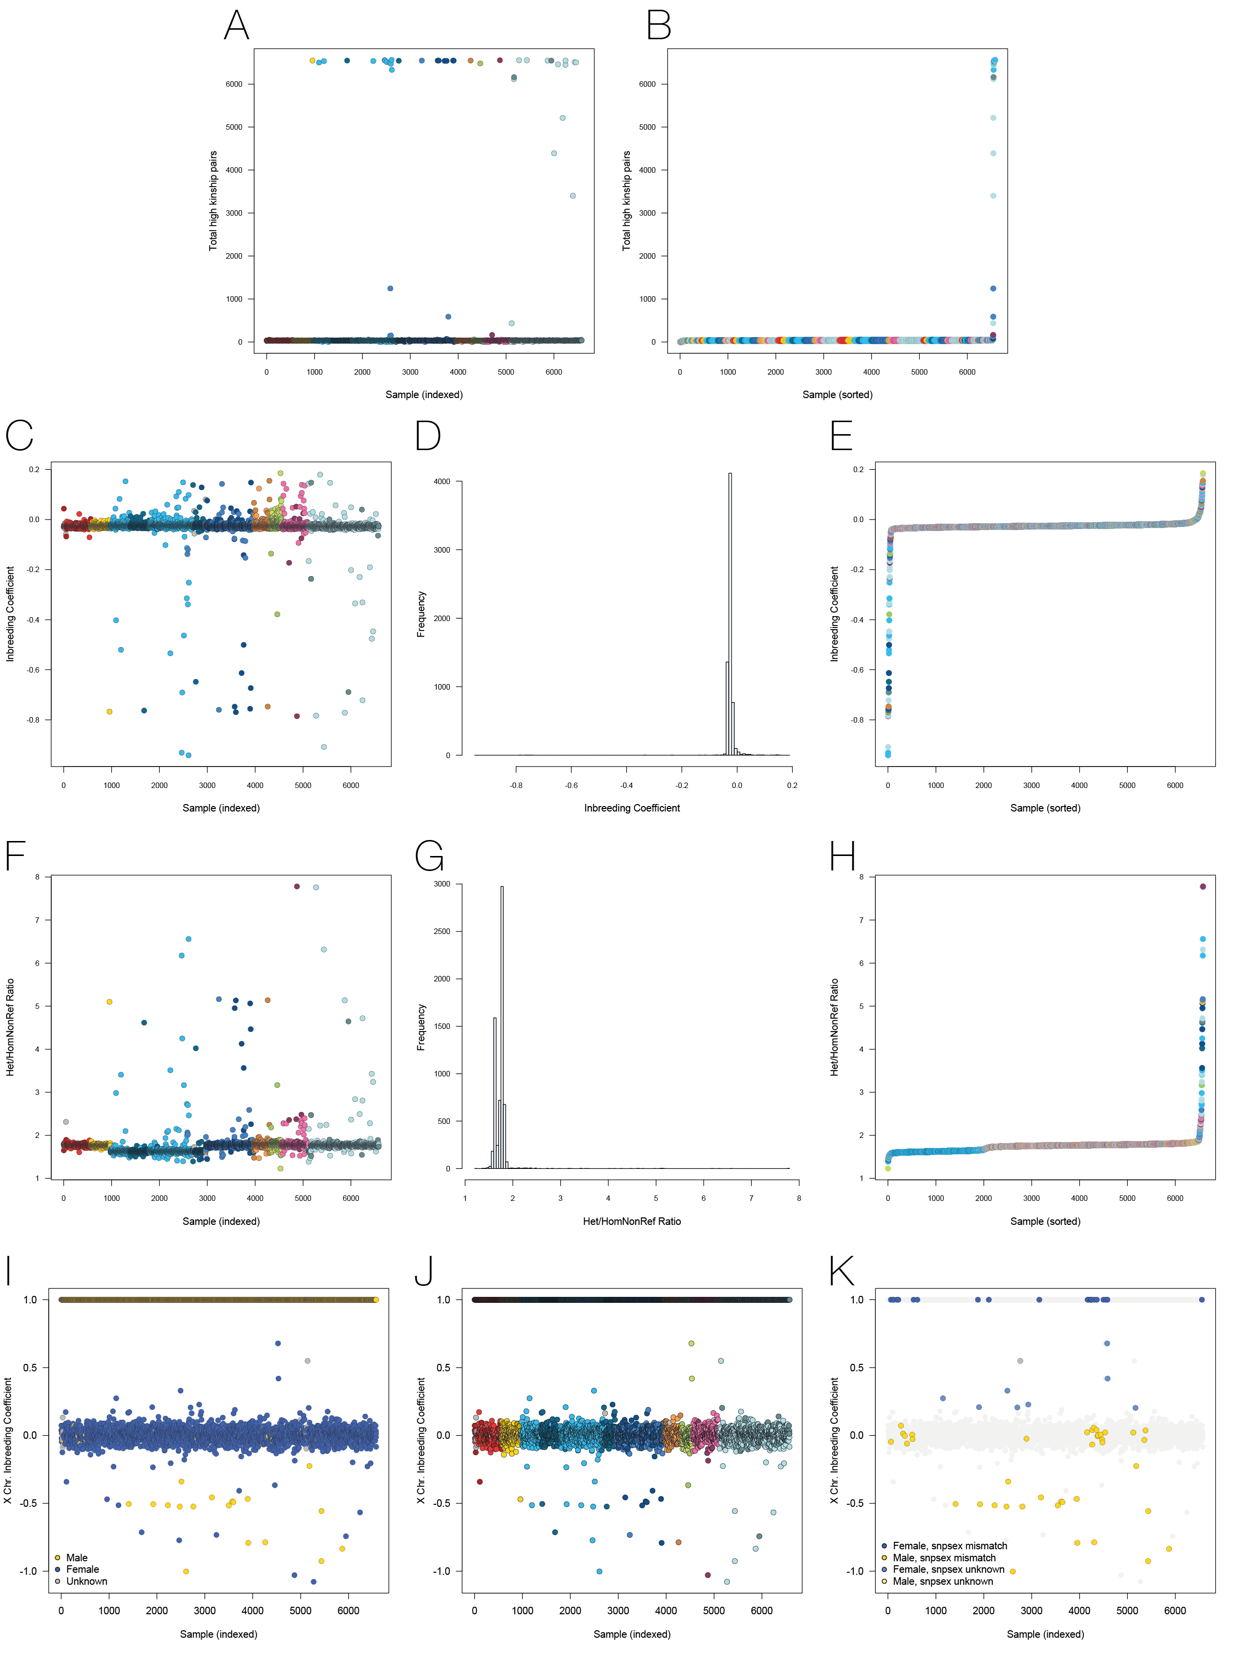 A
B
Total high kinship pairs
6000
5000
4000
3000
2000
1000
0
0 1000 2000 3000 4000 5000 6000
Sample (indexed)
Total high kinship pairs
6000
5000
4000
3000
2000
1000
0
0 1000 2000 3000 4000 5000 6000
Sample (sorted)
C
D
E
Inbreeding Coefficient
0.2
0.0
-0.2
-0.4
-0.6
-0.8
0 1000 2000 3000 4000 5000 6000
Sample (indexed)
Frequency
4000
3000
2000
1000
0
-0.8 -0.6 -0.4 -0.2 0.0 0.2
Inbreeding Coefficient
Inbreeding Coefficient
0.2
0.0
-0.2
-0.4
-0.6
-0.8
0 1000 2000 3000 4000 5000 6000
Sample (sorted)
F
G
H
Het/HomNonRef Ratio
8
7
6
5
4
3
2
1
0 1000 2000 3000 4000 5000 6000
Sample (indexed)
Frequency
3000
2500
2000
1500
1000
500
0
1 2 3 4 5 6 7 8
Het/HomNonRef Ratio
Het/HomNonRef Ratio
8
7
6
5
4
3
2
1
0 1000 2000 3000 4000 5000 6000
Sample (sorted)
I
J
K
X Chr. Inbreeding Coefficient
1.0
0.5
0.0
-0.5
-1.0
Male
Female
Unknown
0 1000 2000 3000 4000 5000 6000
Sample (indexed)
X Chr. Inbreeding Coefficient
1.0
0.5
0.0
-0.5
-1.0
0 1000 2000 3000 4000 5000 6000
Sample (indexed)
X Chr. Inbreeding Coefficient
1.0
0.5
0.0
-0.5
-1.0
Female, snpsex mismatch
Male, snpsex mismatch
Female, snpsex unknown
Male, snpsex unknown
0 1000 2000 3000 4000 5000 6000
Sample (indexed)